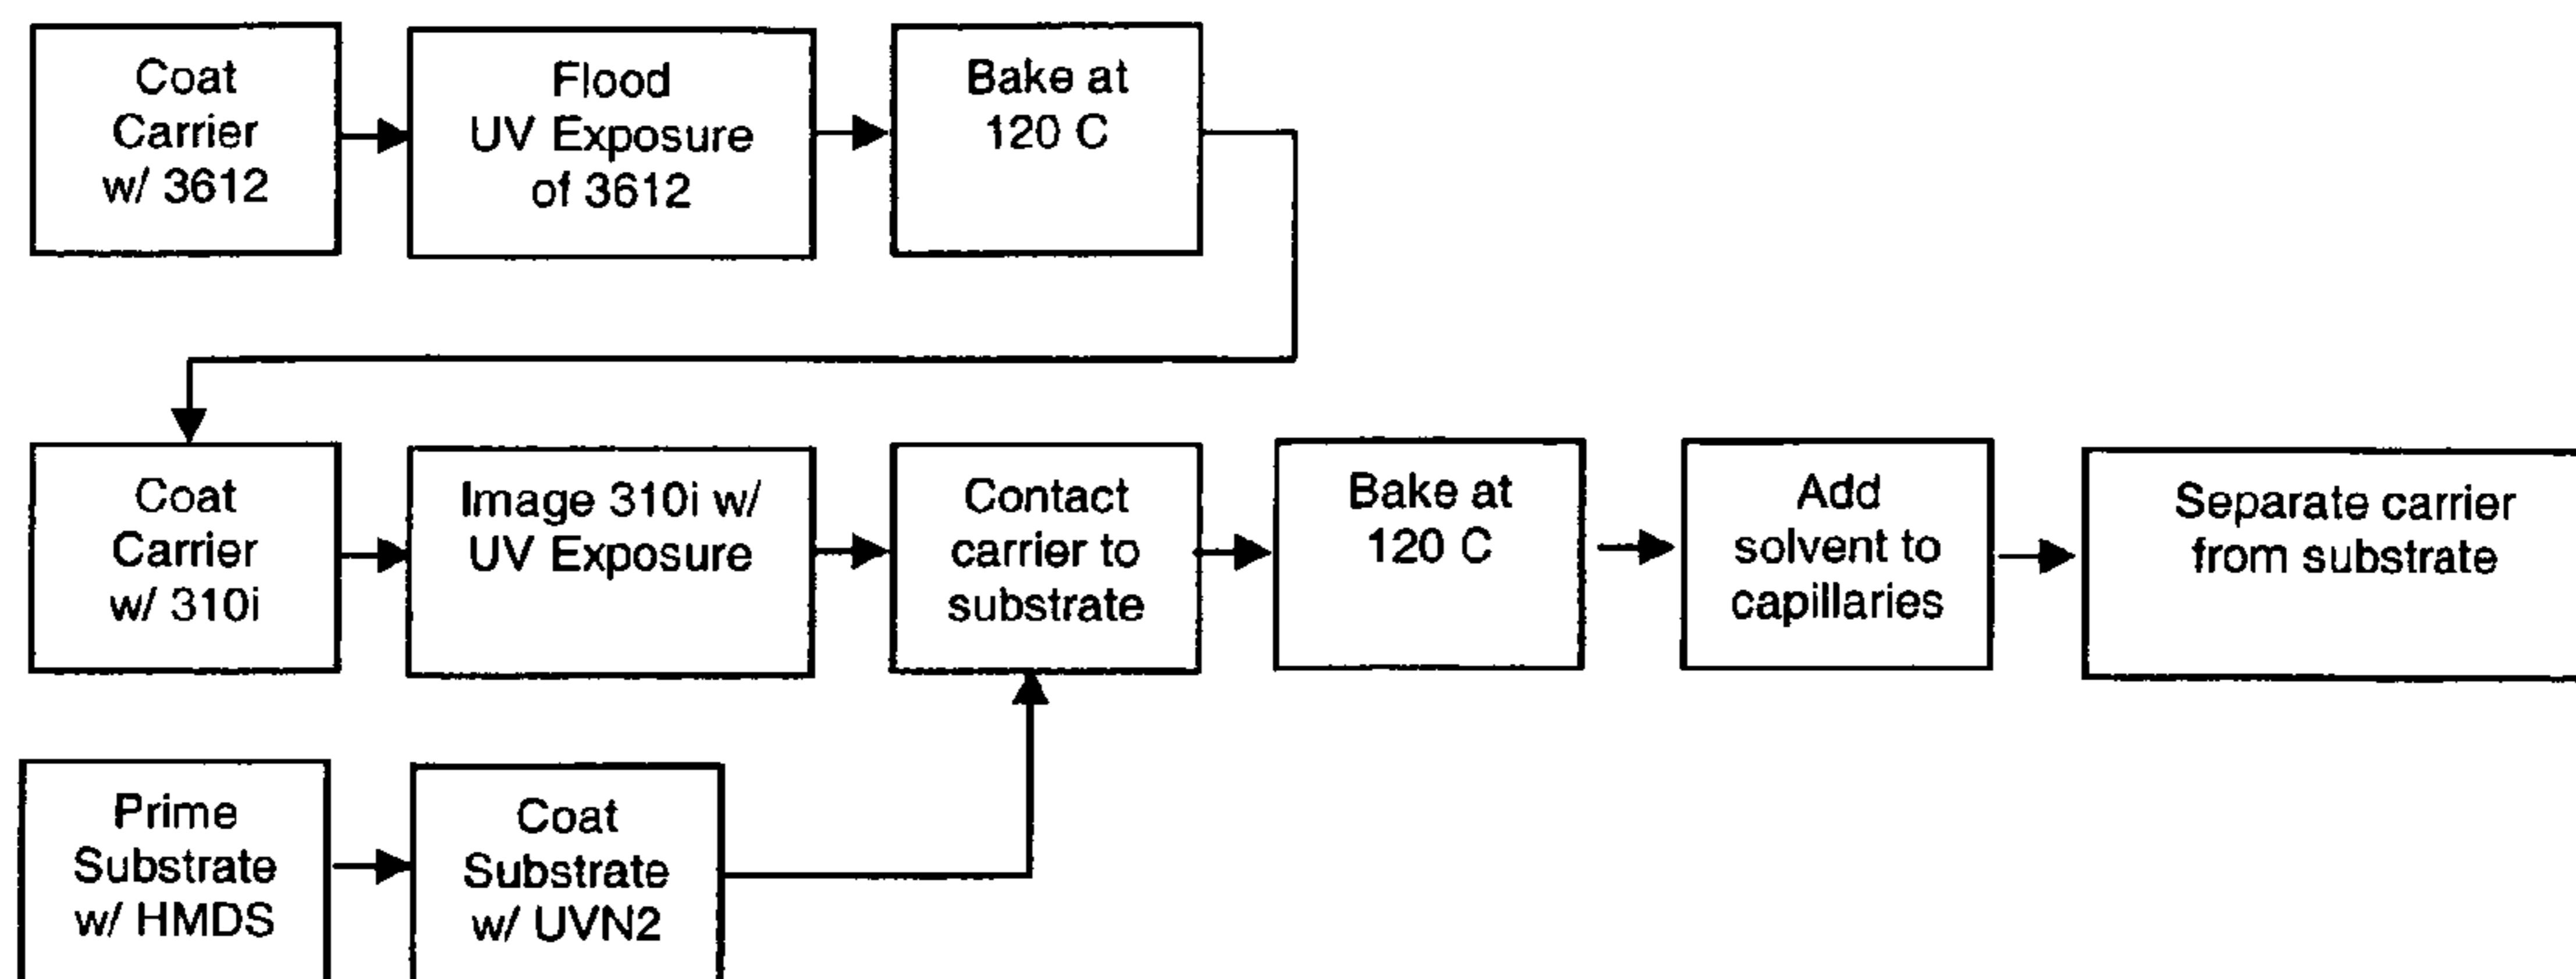 Coat
Carrier
w/ 3612
Flood
UV Exposure
of 3612
Bake at
120 C
Coat
Carrier
w/ 310i
Image 310i w/
UV Exposure
Contact
carrier to
substrate
Bake at
120 C
Add
solvent to
capillaries
Separate carrier
from substrate
Prime
Substrate
w/ HMDS
Coat
Substrate
w/ UVN2